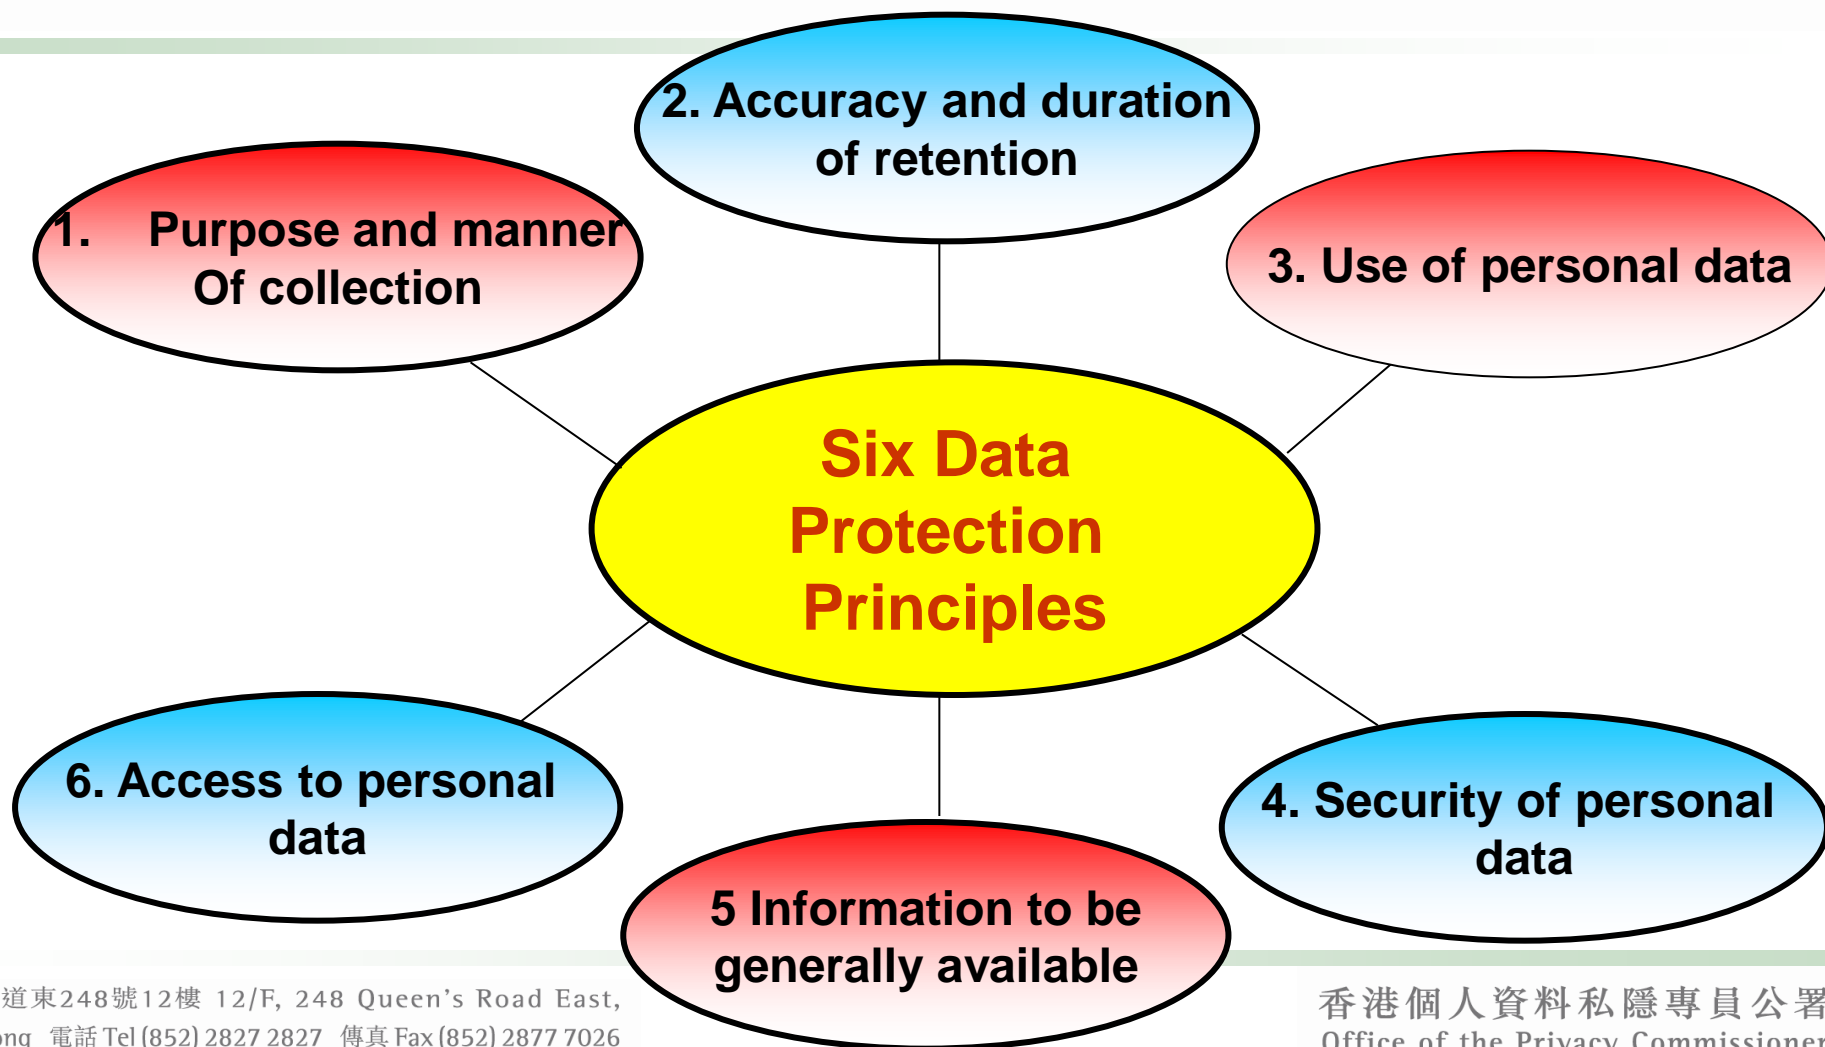 2. Accuracy and duration
of retention
1. Purpose and manner
Of collection
3. Use of personal data
Six Data
Protection
Principles
6. Access to personal
data
4. Security of personal
data
5 Information to be
generally available
道東248號12樓 12/F, 248 Queen's Road East,
電話 Tel (852) 2827 2827 傳真 Fax (852) 2877 7026
香港個人資料私隱專員公署
Office of the Privacy Commissioner